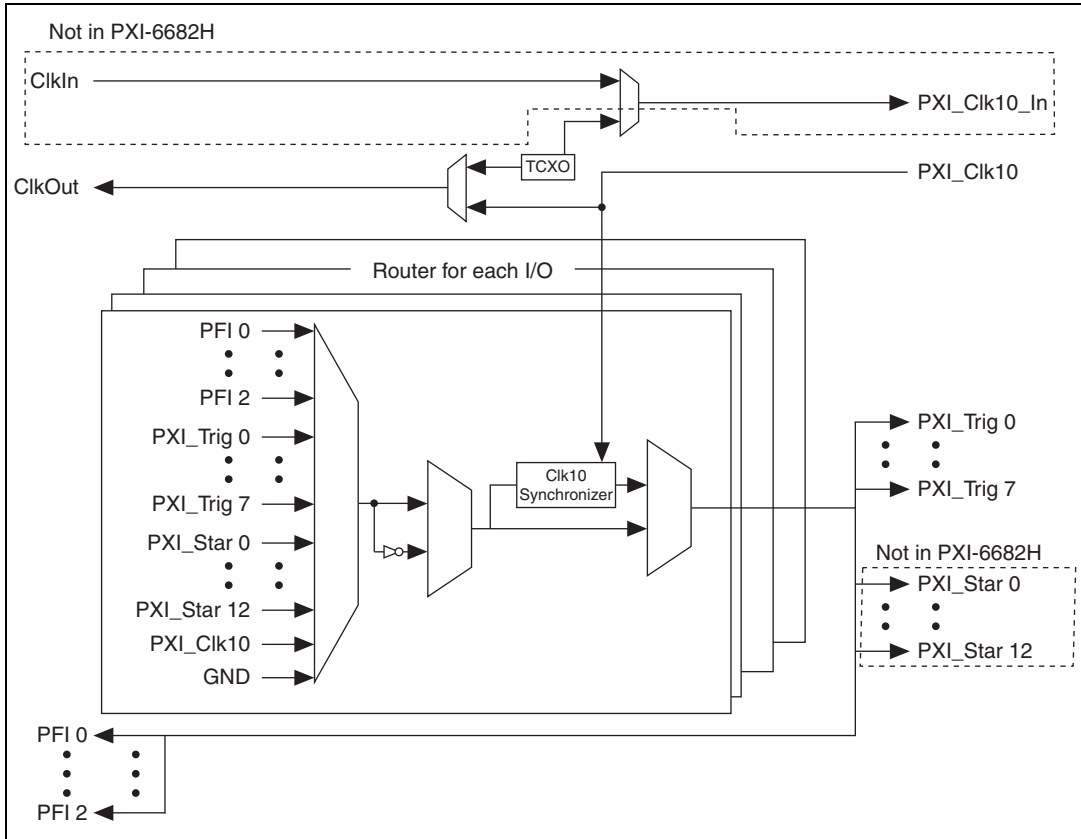 Not in PXI-6682H
ClkIn
PXI_Clk10_In
TCXO
ClkOut
PXI_Clk10
Router for each I/O
PFI 0
PFI 2
PXI_Trig 0
PXI_Trig 7
PXI_Star 0
PXI_Star 12
PXI_Clk10
GND
Clk10
Synchronizer
PXI_Trig 0
PXI_Trig 7
Not in PXI-6682H
PXI_Star 0
PXI_Star 12
PFI 0
PFI 2